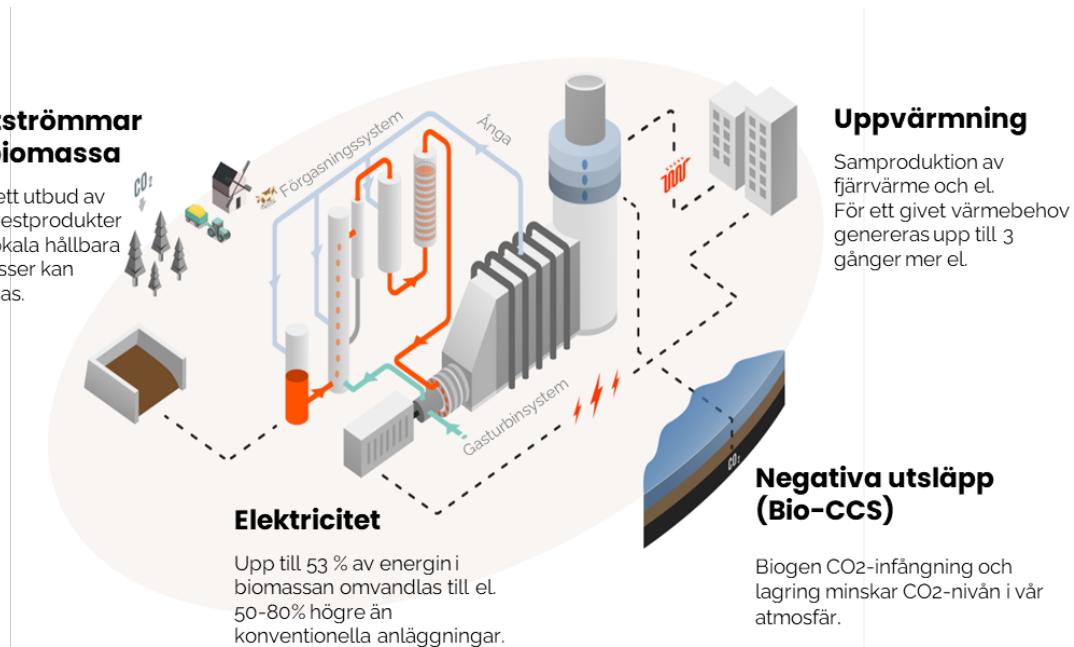 tströmmar
biomassa
ett utbud av
restprodukter
okala hållbara
sser kan
as.
CO₂
Förgasningssystem
Ånga
Gasturbinsystem
Uppvärmning
Samproduktion av
fjärrvärme och el.
För ett givet värmebehov
genereras upp till 3
gånger mer el.
CO₂
Negativa utsläpp
(Bio-CCS)
Biogen CO2-infångning och
lagring minskar CO2-nivån i vår
atmosfär.
Elektricitet
Upp till 53 % av energin i
biomassan omvandlas till el.
50-80% högre än
konventionella anläggningar.